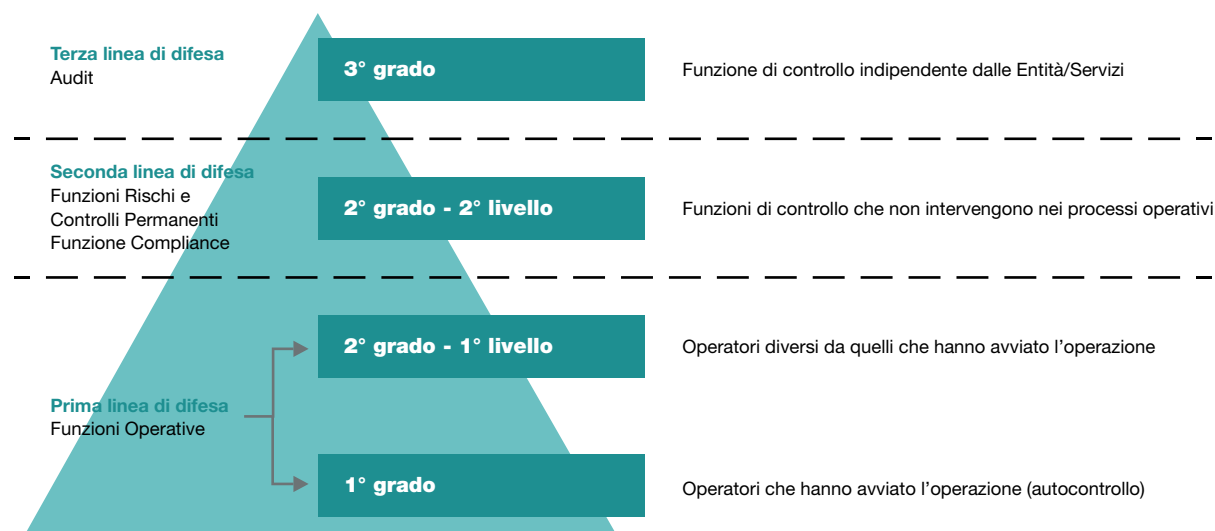 Terza linea di difesa
Audit
3° grado
Funzione di controllo indipendente dalle Entità/Servizi
Seconda linea di difesa
Funzioni Rischi e
Controlli Permanenti
Funzione Compliance
2° grado - 2° livello
Funzioni di controllo che non intervengono nei processi operativi
2° grado - 1° livello
Operatori diversi da quelli che hanno avviato l’operazione
Prima linea di difesa
Funzioni Operative
1° grado
Operatori che hanno avviato l’operazione (autocontrollo)